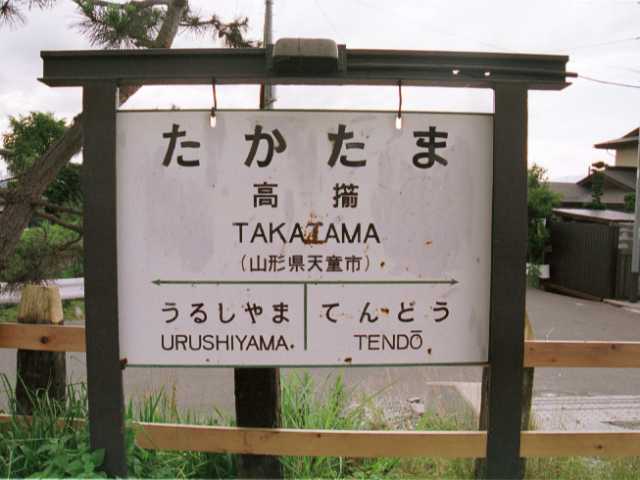 たかたま
高擶
TAKATAMA
(山形県天童市)
うるしやま てんどう
URUSHIYAMA. TENDŌ